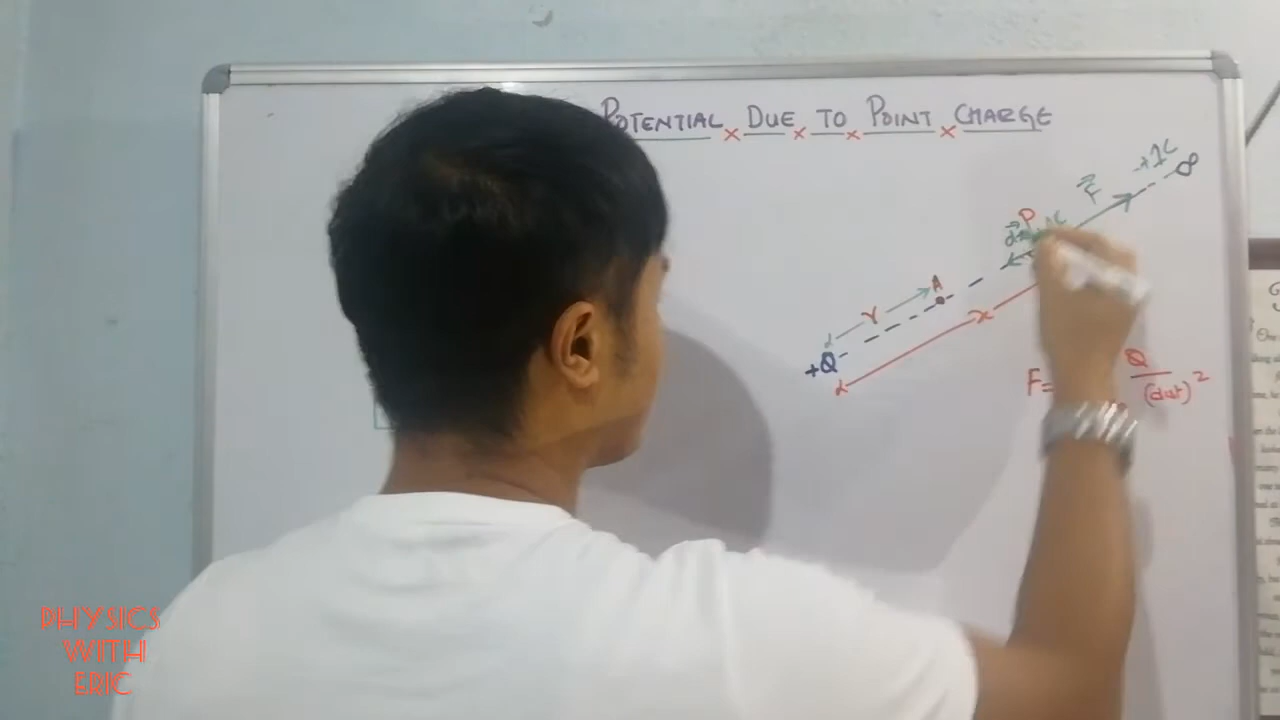 POTENTIAL × DUE × TO × POINT × CHARGE
+1C
∞
F
P
A
r
+Q
x
F=
Q
(dist)²
PHYSICS
WITH
ERIC